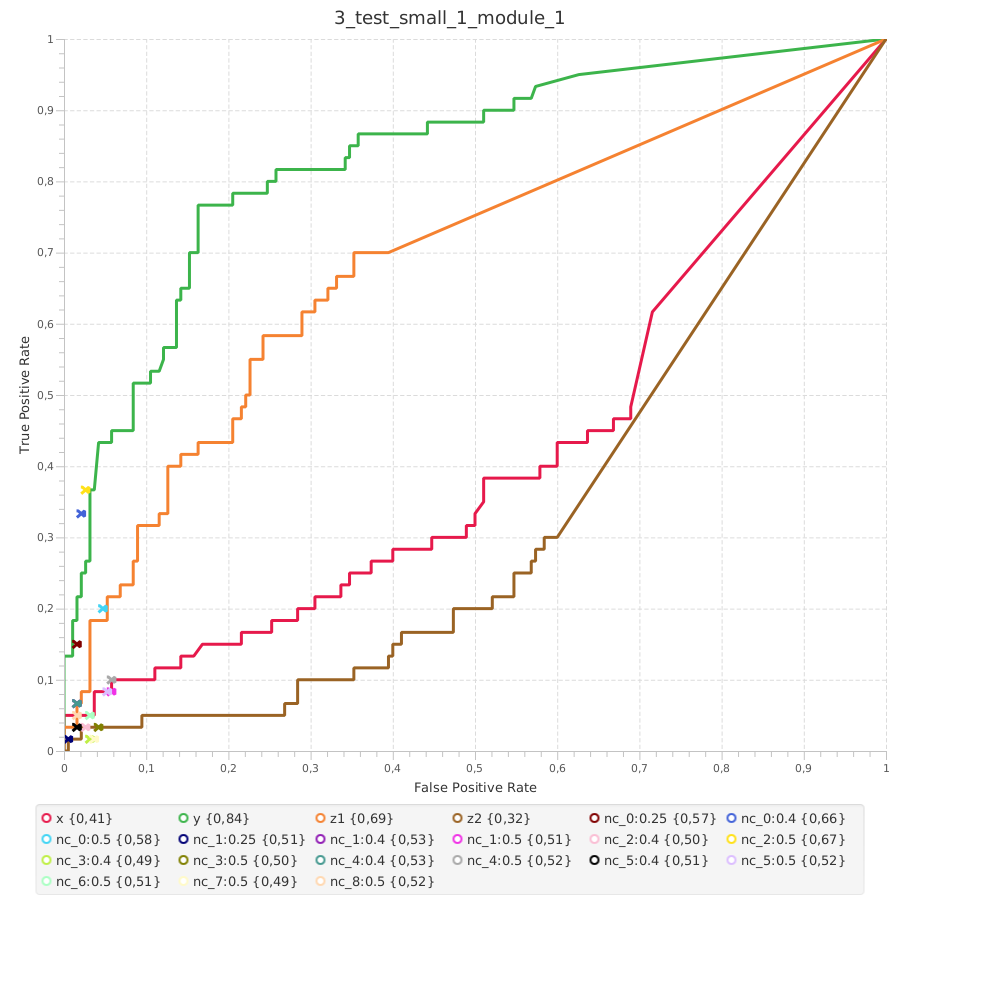 3_test_small_1_module_1
1
0,9
0,8
0,7
0,6
0,5
0,4
0,3
0,2
0,1
0
True Positive Rate
0 0,1 0,2 0,3 0,4 0,5 0,6 0,7 0,8 0,9 1
False Positive Rate
x {0,41} y {0,84} z1 {0,69} z2 {0,32} nc_0:0.25 {0,57} nc_0:0.4 {0,66}
nc_0:0.5 {0,58} nc_1:0.25 {0,51} nc_1:0.4 {0,53} nc_1:0.5 {0,51} nc_2:0.4 {0,50} nc_2:0.5 {0,67}
nc_3:0.4 {0,49} nc_3:0.5 {0,50} nc_4:0.4 {0,53} nc_4:0.5 {0,52} nc_5:0.4 {0,51} nc_5:0.5 {0,52}
nc_6:0.5 {0,51} nc_7:0.5 {0,49} nc_8:0.5 {0,52}